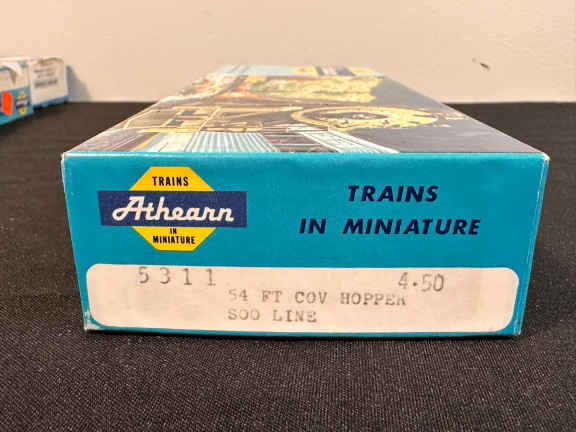 TRAINS
Athearn
IN
MINIATURE
TRAINS
IN MINIATURE
5311 4.50
54 FT COV HOPPER
SOO LINE